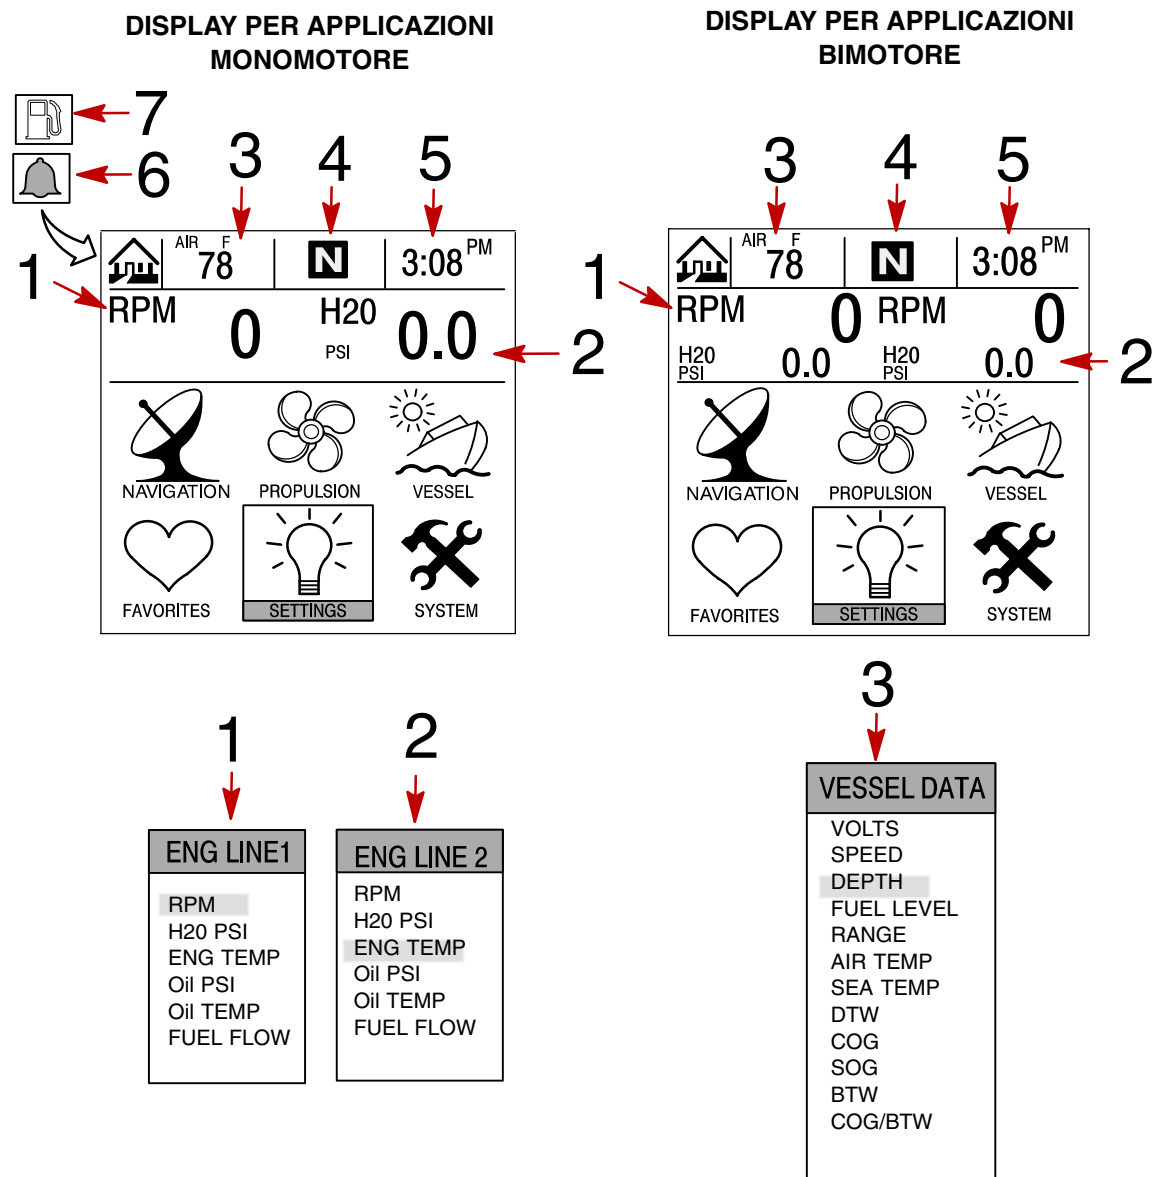 DISPLAY PER APPLICAZIONI
MONOMOTORE
7
6
3
4
5
AIR F
78
N
3:08 PM
1
RPM
0
H20
PSI
0.0
2
NAVIGATION
PROPULSION
VESSEL
FAVORITES
SETTINGS
SYSTEM
DISPLAY PER APPLICAZIONI
BIMOTORE
3
4
5
AIR F
78
N
3:08 PM
1
RPM
0
RPM
0
H20
PSI
0.0
H20
PSI
0.0
2
NAVIGATION
PROPULSION
VESSEL
FAVORITES
SETTINGS
SYSTEM
1
ENG LINE1
RPM
H20 PSI
ENG TEMP
Oil PSI
Oil TEMP
FUEL FLOW
2
ENG LINE 2
RPM
H20 PSI
ENG TEMP
Oil PSI
Oil TEMP
FUEL FLOW
3
VESSEL DATA
VOLTS
SPEED
DEPTH
FUEL LEVEL
RANGE
AIR TEMP
SEA TEMP
DTW
COG
SOG
BTW
COG/BTW